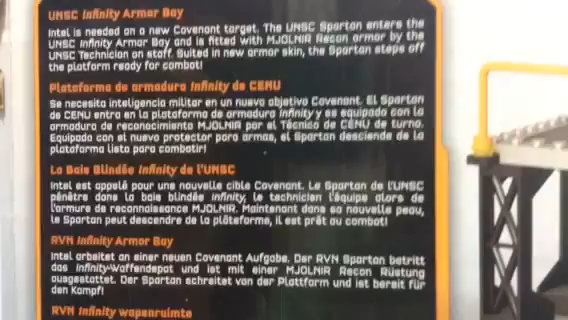 UNSC Infinity Armor Bay
Intel is needed on a new Covenant target. The UNSC Spartan enters the
UNSC Infinity Armor Bay and is fitted with MJOLNIR Recon armor by the
UNSC Technician on staff. Suited in new armor skin, the Spartan steps off
the platform ready for combat!
Plataforma de armadura Infinity de CENU
Se necesita inteligencia militar en un nuevo objetivo Covenant. El Spartan
de CENU entra en la plataforma de armadura Infinity y es equipado con la
armadura de reconocimiento MJOLNIR por el Técnico de CENU de turno.
Equipado con el nuevo protector para armas, el Spartan desciende de la
plataforma listo para combatir!
La Baie Blindée Infinity de l'UNSC
Intel est appelé pour une nouvelle cible Covenant. Le Spartan de l'UNSC
pénètre dans la baie blindée Infinity, le technicien l'équipe alors de
l'armure de reconnaissance MJOLNIR. Maintenant dans sa nouvelle peau,
le Spartan peut descendre de la plateforme, il est prêt au combat!
RVN Infinity Armor Bay
Intel arbeitet an einer neuen Covenant Aufgabe. Der RVN Spartan betritt
das Infinity-Waffendepot und ist mit einer MJOLNIR Recon Rüstung
ausgestattet. Der Spartan schreitet von der Plattform und ist bereit für
den Kampf!
RVN Infinity wapenruimte